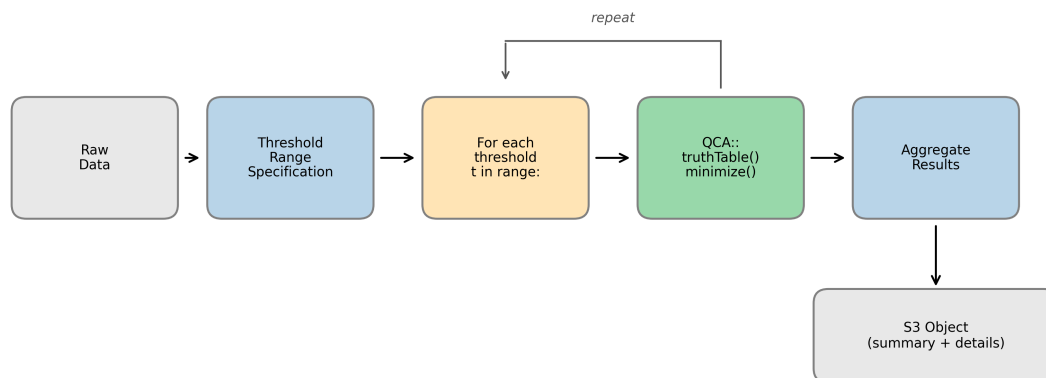 repeat
Raw
Data
Threshold
Range
Specification
For each
threshold
t in range:
QCA::
truthTable()
minimize()
Aggregate
Results
S3 Object
(summary + details)